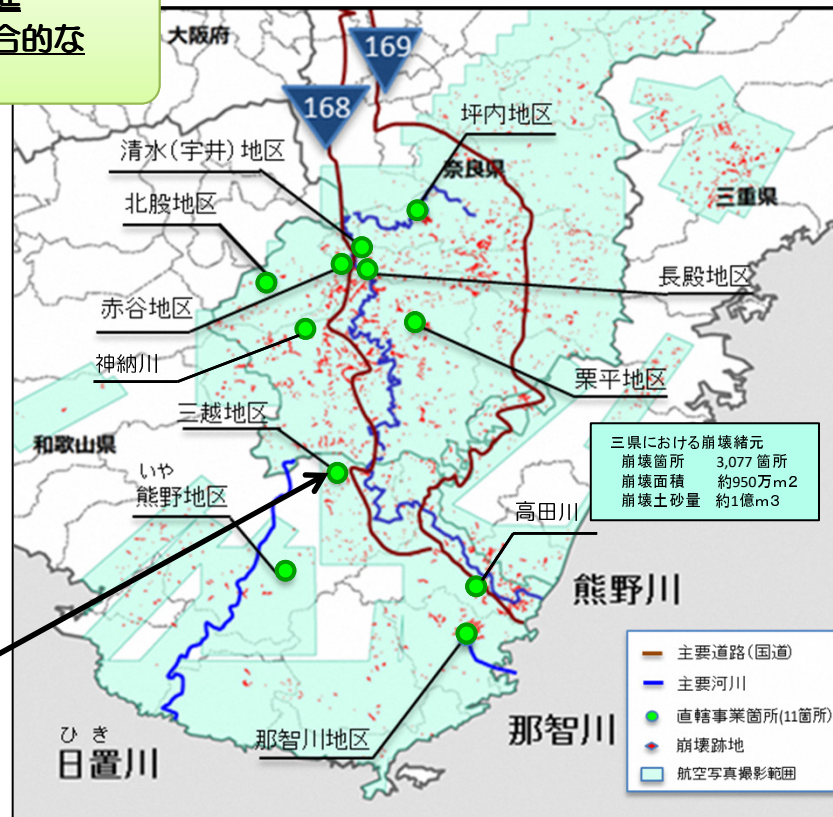 合的な
大阪府
169
168
坪内地区
清水(宇井)地区
奈良県
北股地区
三重県
長殿地区
赤谷地区
神納川
栗平地区
三越地区
和歌山県
三県における崩壊緒元
崩壊箇所 3,077 箇所
崩壊面積 約950万m2
崩壊土砂量 約1億m3
いや
熊野地区
高田川
熊野川
主要道路(国道)
主要河川
直轄事業箇所(11箇所)
崩壊跡地
航空写真撮影範囲
那智川
那智川地区
ひき
日置川